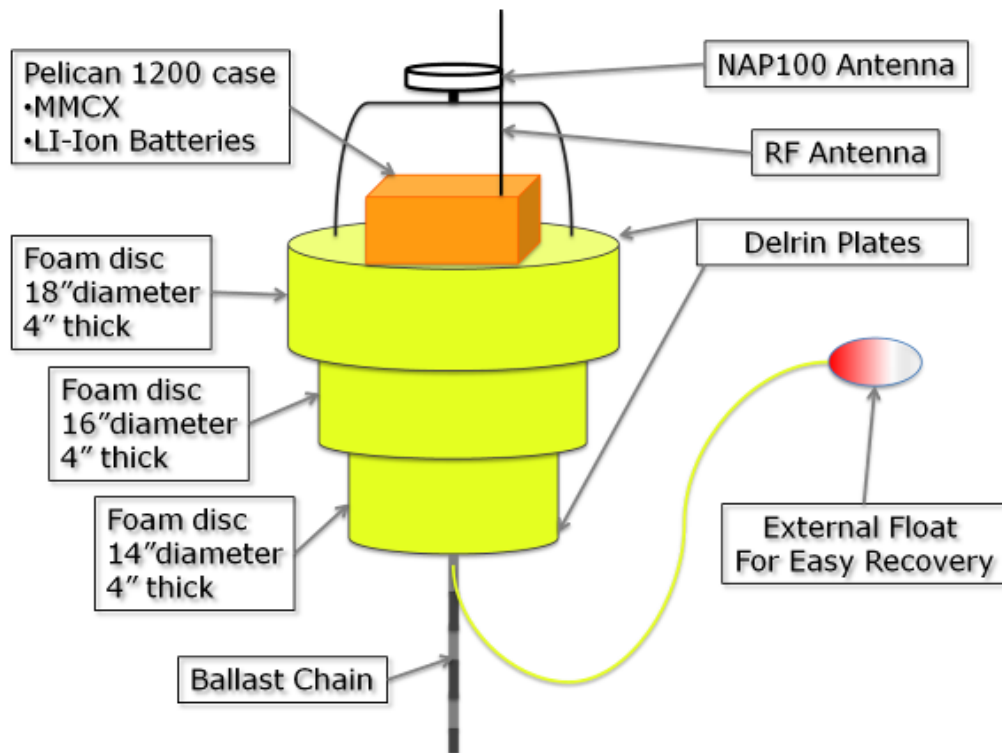 Pelican 1200 case
•MMCX
•LI-Ion Batteries
NAP100 Antenna
RF Antenna
Delrin Plates
Foam disc
18”diameter
4” thick
Foam disc
16”diameter
4” thick
Foam disc
14”diameter
4” thick
External Float
For Easy Recovery
Ballast Chain